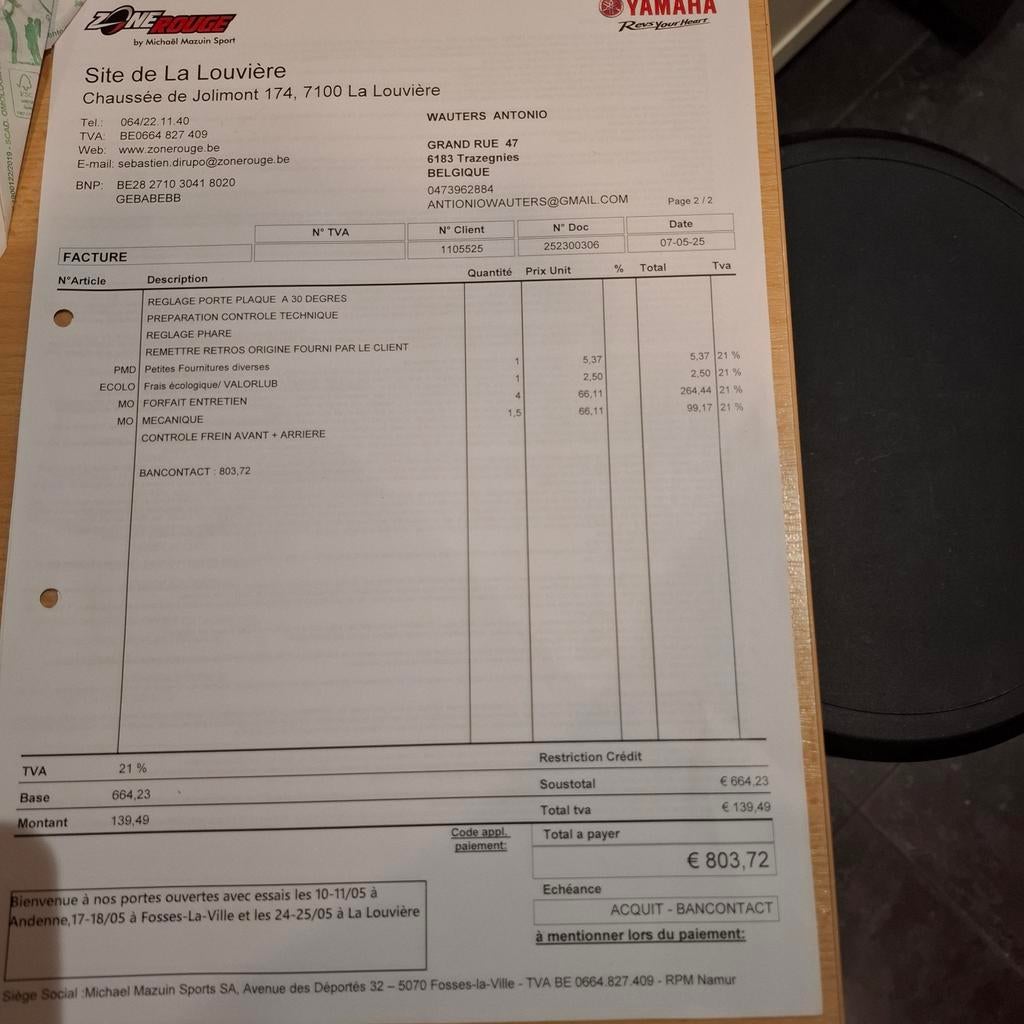 ZONEROUGE
by Michaël Mazuin Sport
YAMAHA
Revs Your Heart
Site de La Louvière
Chaussée de Jolimont 174, 7100 La Louvière
Tel.: 064/22.11.40
TVA: BE0664 827 409
Web: www.zonerouge.be
E-mail: sebastien.dirupo@zonerouge.be
BNP: BE28 2710 3041 8020
GEBABEBB
WAUTERS ANTONIO
GRAND RUE 47
6183 Trazegnies
BELGIQUE
0473962884
ANTIONIOWAUTERS@GMAIL.COM
Page 2 / 2
N° TVA N° Client N° Doc Date
FACTURE 1105525 252300306 07-05-25
N°Article Description Quantité Prix Unit % Total Tva
REGLAGE PORTE PLAQUE A 30 DEGRES
PREPARATION CONTROLE TECHNIQUE
REGLAGE PHARE
REMETTRE RETROS ORIGINE FOURNI PAR LE CLIENT
PMD Petites Fournitures diverses 1 5,37 5,37 21 %
ECOLO Frais écologique/ VALORLUB 1 2,50 2,50 21 %
MO FORFAIT ENTRETIEN 4 66,11 264,44 21 %
MO MECANIQUE 1,5 66,11 99,17 21 %
CONTROLE FREIN AVANT + ARRIERE
BANCONTACT : 803,72
TVA 21 %
Base 664,23
Montant 139,49
Restriction Crédit
Soustotal € 664,23
Total tva € 139,49
Code appl. paiement:
Total a payer
€ 803,72
Echéance
ACQUIT - BANCONTACT
à mentionner lors du paiement:
Bienvenue à nos portes ouvertes avec essais les 10-11/05 à
Andenne,17-18/05 à Fosses-La-Ville et les 24-25/05 à La Louvière
Siège Social :Michael Mazuin Sports SA, Avenue des Déportés 32 – 5070 Fosses-la-Ville - TVA BE 0664.827.409 - RPM Namur